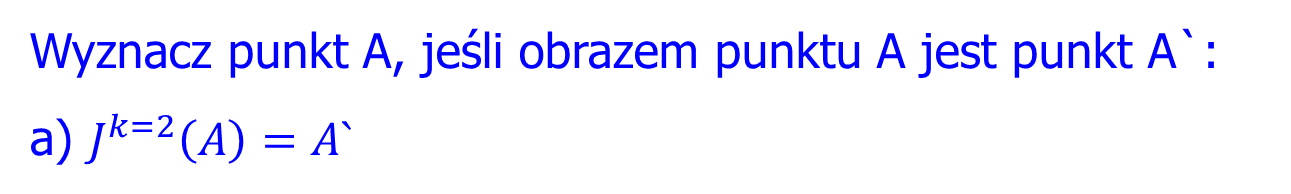 Wyznacz punkt A, jeśli obrazem punktu A jest punkt A`:
a) J^{k=2}(A) = A`